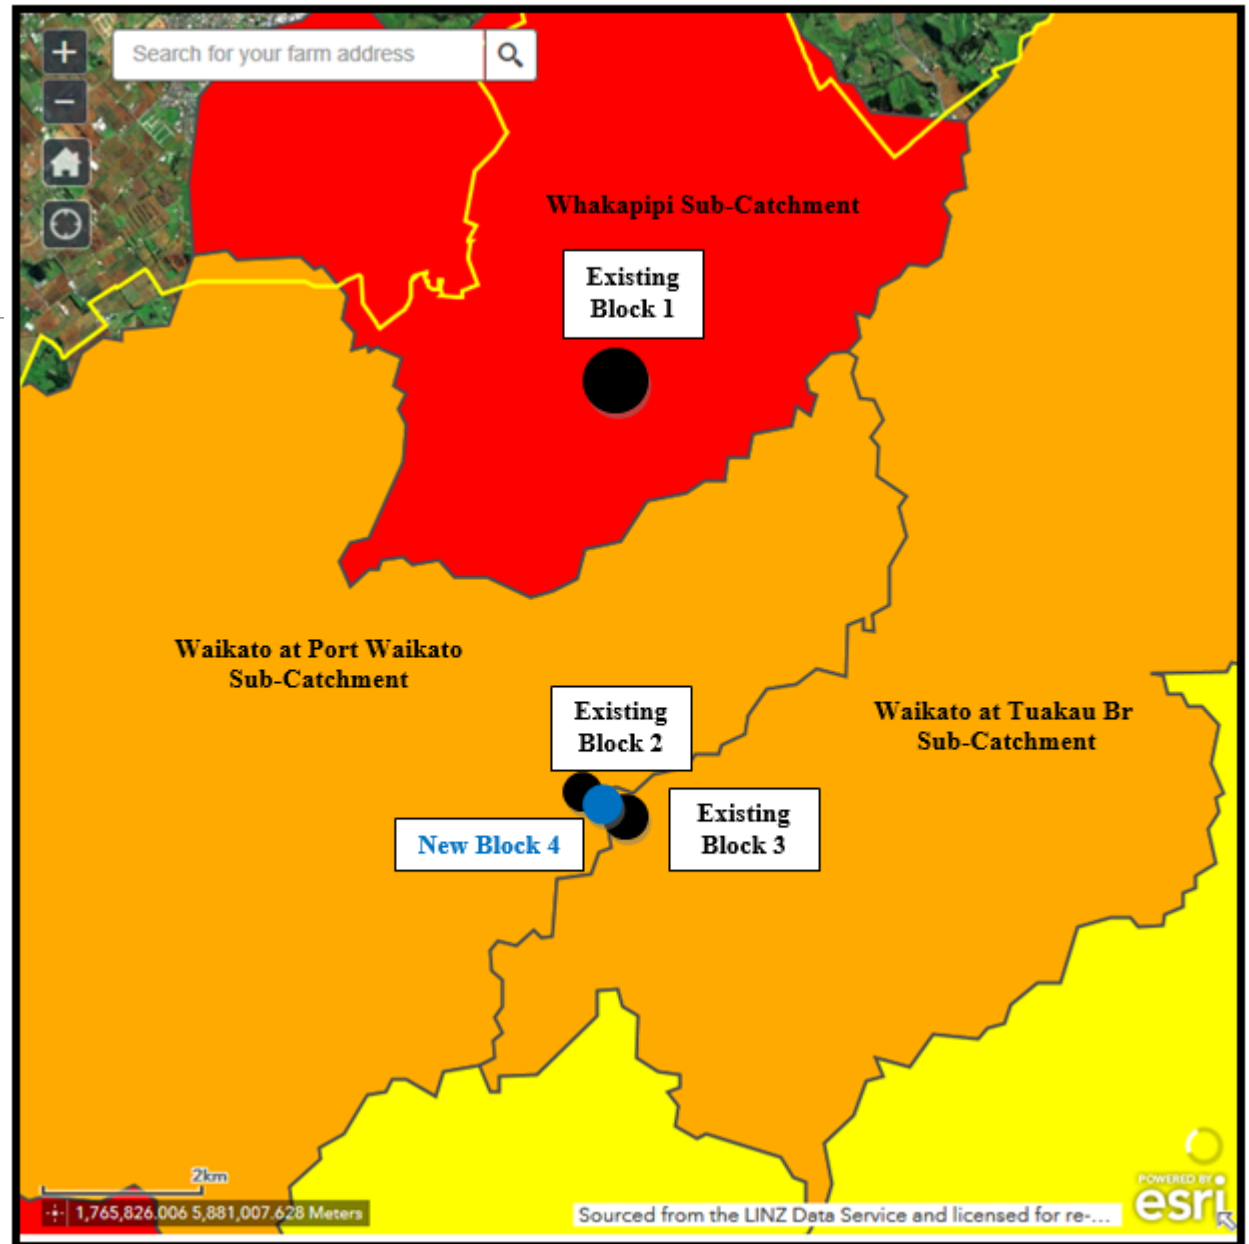 +
Search for your farm address
−
Whakapipi Sub-Catchment
Existing
Block 1
Waikato at Port Waikato
Sub-Catchment
Existing
Block 2
Waikato at Tuakau Br
Sub-Catchment
Existing
Block 3
New Block 4
2km
1,765,826.006 5,881,007.628 Meters
Sourced from the LINZ Data Service and licensed for re-...
POWERED BY
esri